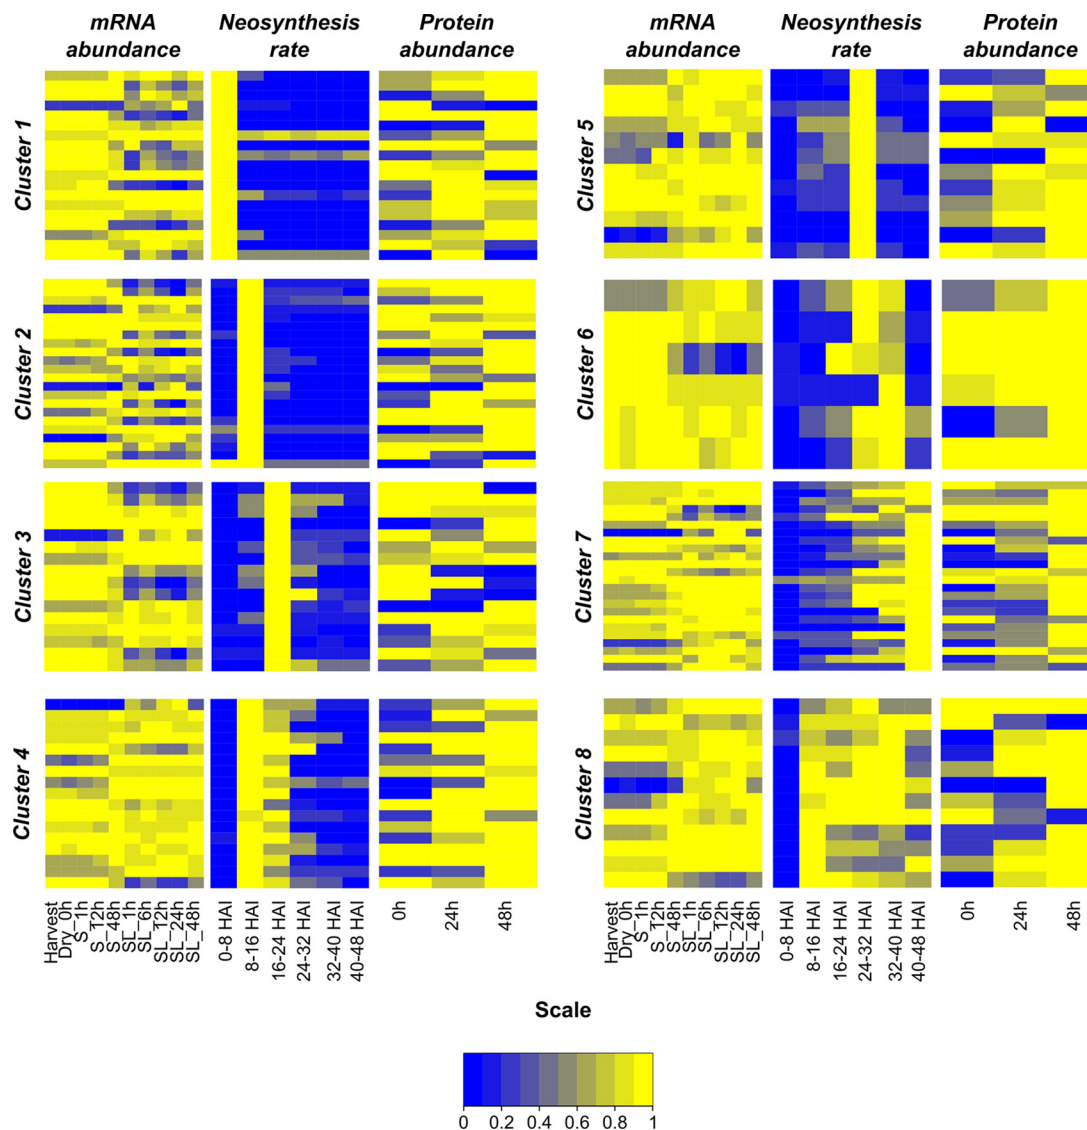 mRNA abundance
Neosynthesis rate
Protein abundance
mRNA abundance
Neosynthesis rate
Protein abundance
Cluster 1
Cluster 5
Cluster 2
Cluster 6
Cluster 3
Cluster 7
Cluster 4
Cluster 8
Harvest
Dry_0h
S_1h
S_12h
S_48h
SL_1h
SL_6h
SL_12h
SL_24h
SL_48h
0-8 HAI
8-16 HAI
16-24 HAI
24-32 HAI
32-40 HAI
40-48 HAI
0h
24h
48h
Harvest
Dry_0h
S_1h
S_12h
S_48h
SL_1h
SL_6h
SL_12h
SL_24h
SL_48h
0-8 HAI
8-16 HAI
16-24 HAI
24-32 HAI
32-40 HAI
40-48 HAI
0h
24h
48h
Scale
0 0.2 0.4 0.6 0.8 1